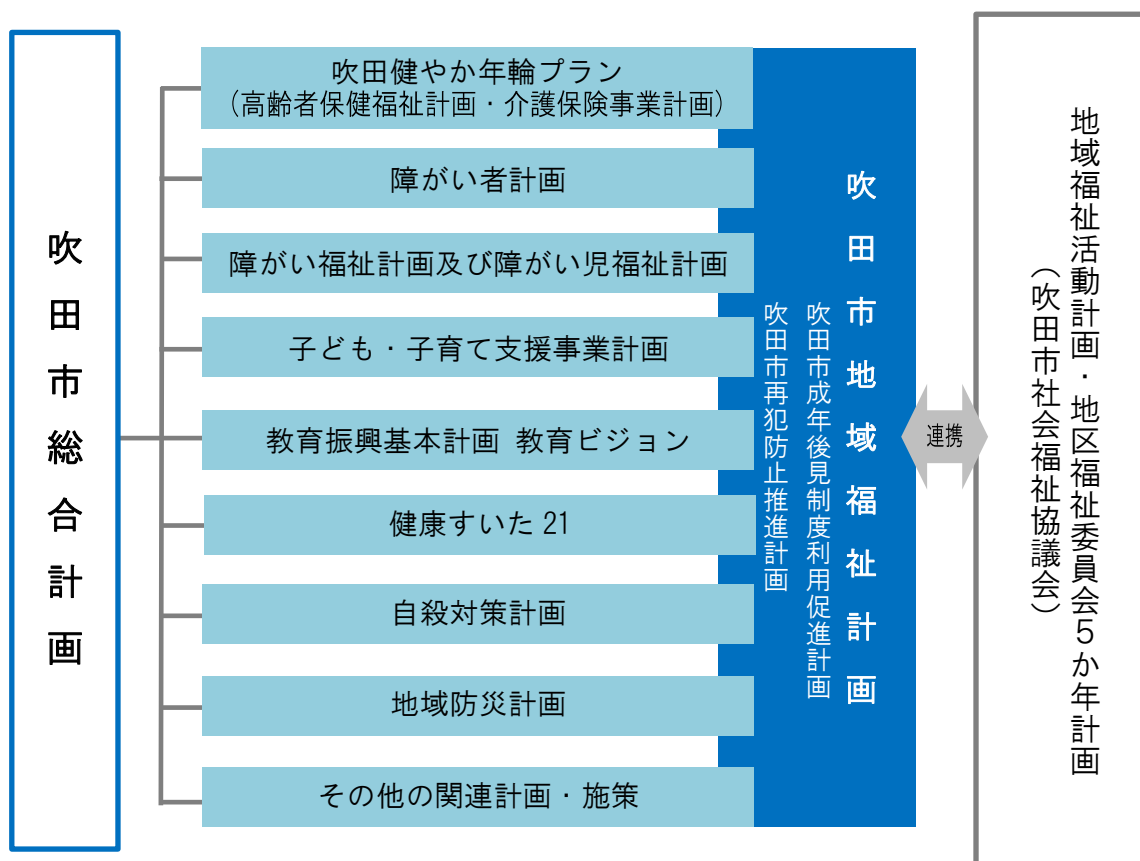 吹田市総合計画
吹田健やか年輪プラン
(高齢者保健福祉計画・介護保険事業計画)
障がい者計画
障がい福祉計画及び障がい児福祉計画
子ども・子育て支援事業計画
教育振興基本計画 教育ビジョン
健康すいた 21
自殺対策計画
地域防災計画
その他の関連計画・施策
吹田市地域福祉計画
吹田市成年後見制度利用促進計画
吹田市再犯防止推進計画
連携
地域福祉活動計画・地区福祉委員会5か年計画
(吹田市社会福祉協議会)